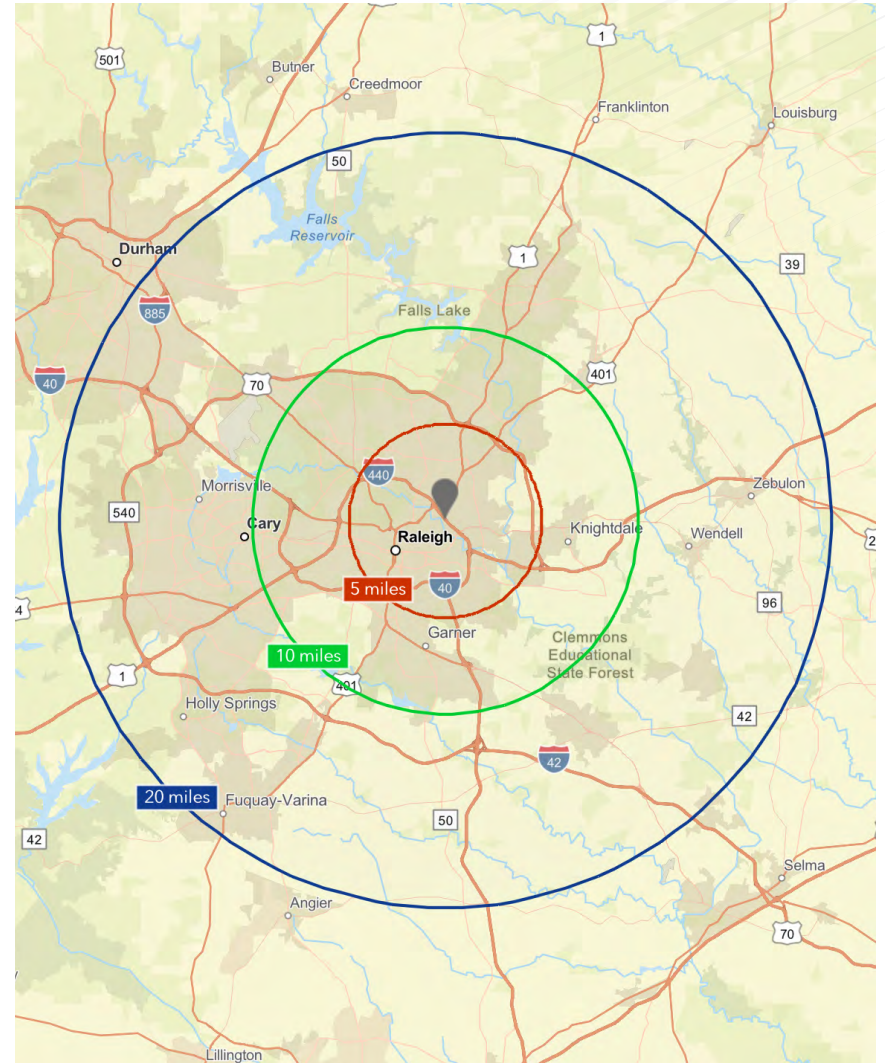 1
501
Butner
Creedmoor
Franklinton
Louisburg
50
Falls
Reservoir
Durham
1
39
885
Falls Lake
40
70
401
440
Morrisville
Zebulon
540
Cary
Raleigh
Knightdale
Wendell
2
5 miles
40
96
4
Garner
Clemmons
Educational
State Forest
10 miles
1
401
Holly Springs
42
42
20 miles
Fuquay-Varina
50
42
Selma
Angier
70
Lillington